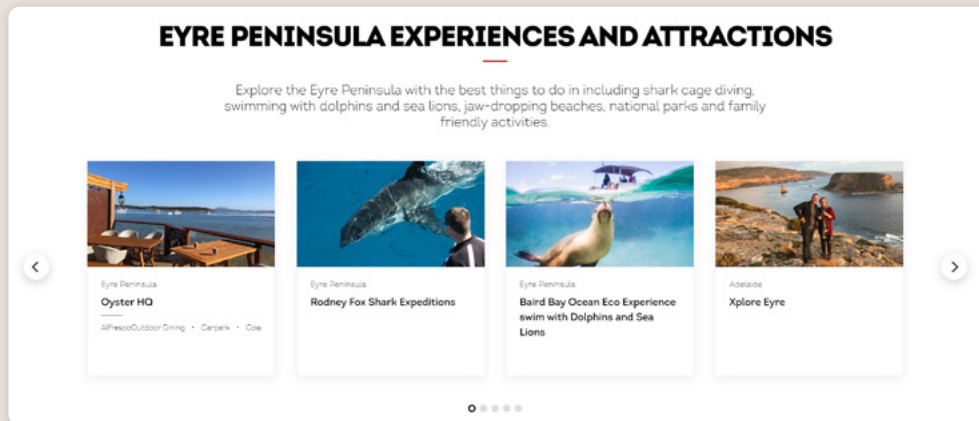 EYRE PENINSULA EXPERIENCES AND ATTRACTIONS
Explore the Eyre Peninsula with the best things to do in including shark cage diving,
swimming with dolphins and sea lions, jaw-dropping beaches, national parks and family
friendly activities.
Eyre Peninsula
Oyster HQ
AlfrescoOutdoor Dining • Carpark • Coa
Eyre Peninsula
Rodney Fox Shark Expeditions
Eyre Peninsula
Baird Bay Ocean Eco Experience
swim with Dolphins and Sea
Lions
Adelaide
Xplore Eyre